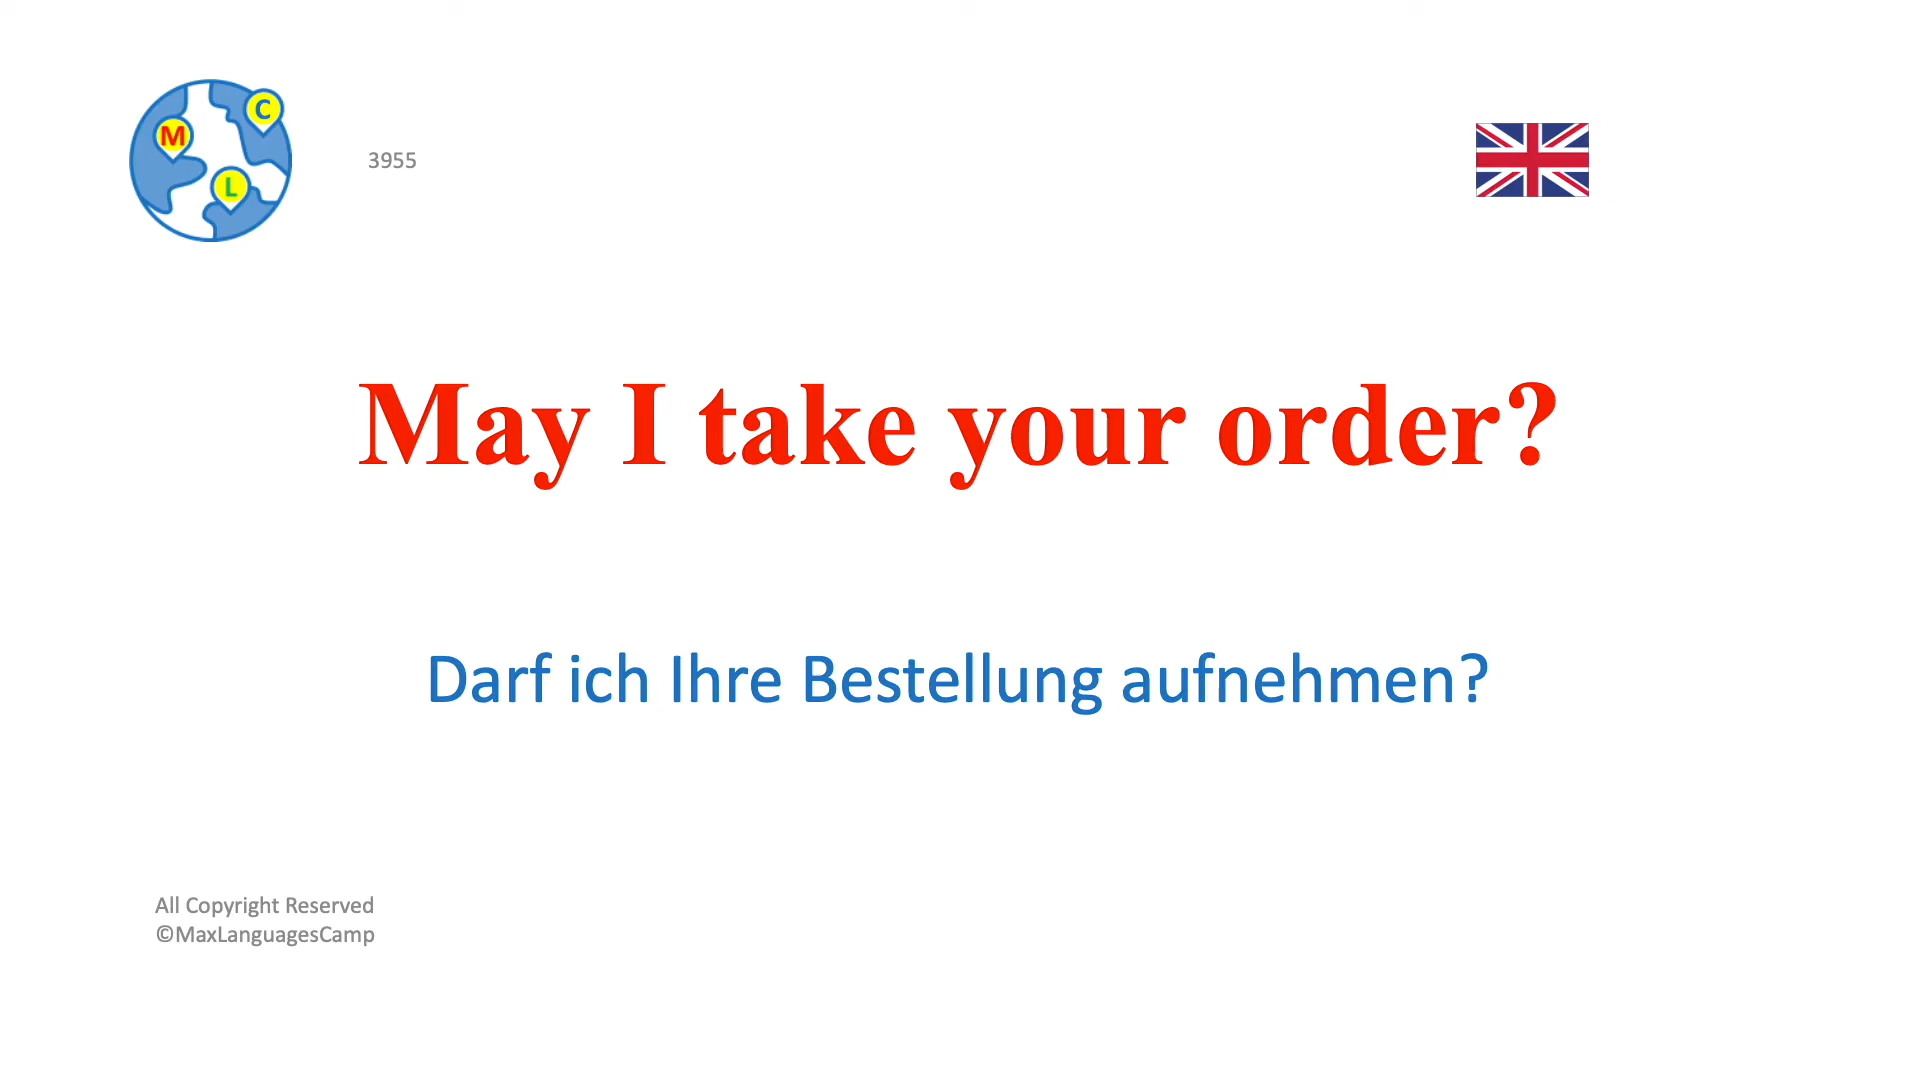 C
M
L
3955
May I take your order?
Darf ich Ihre Bestellung aufnehmen?
All Copyright Reserved
©MaxLanguagesCamp